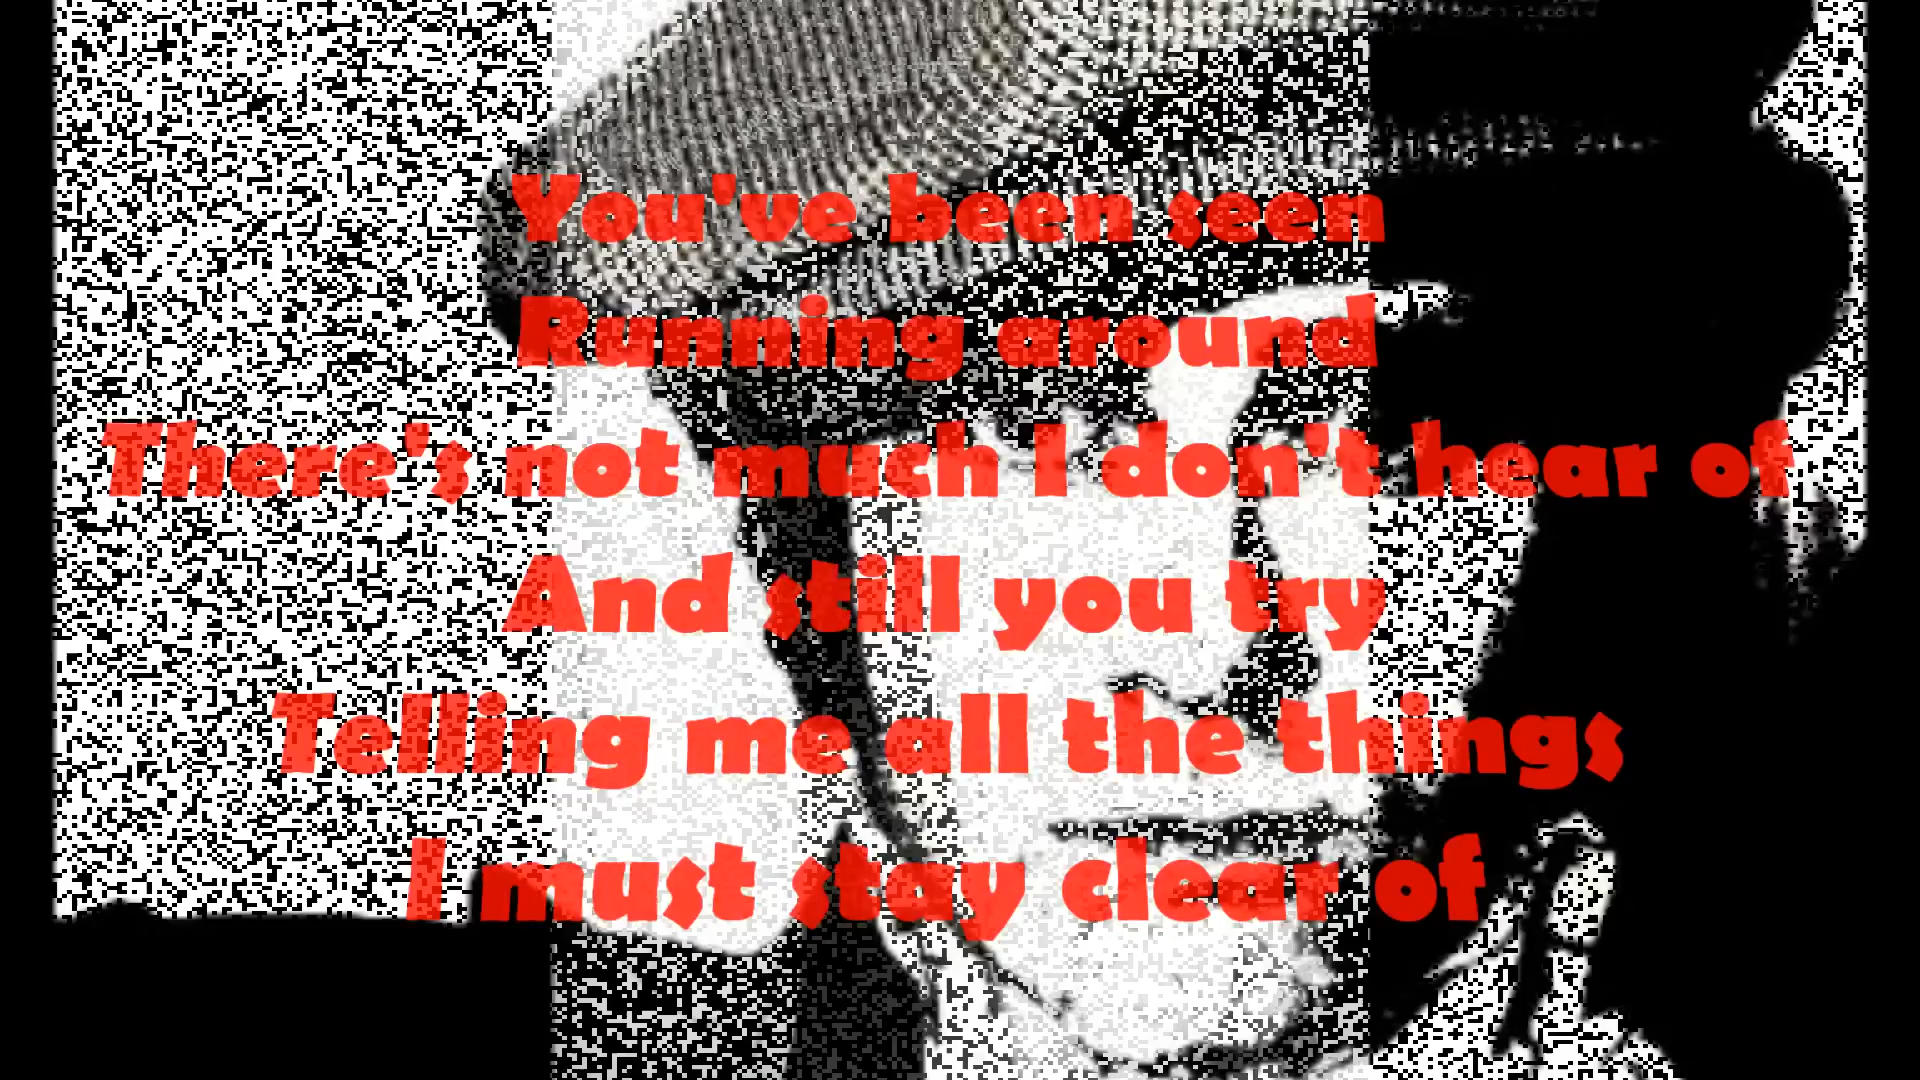 You've been seen
Running around
There's not much I don't hear of
And still you try
Telling me all the things
I must stay clear of